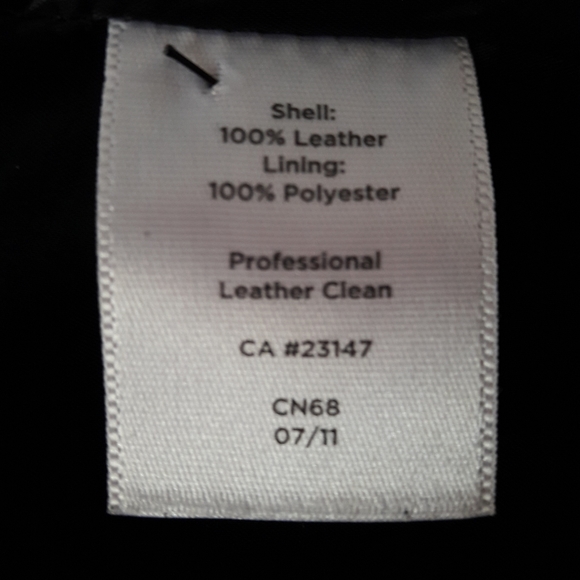 Shell:
100% Leather
Lining:
100% Polyester
Professional
Leather Clean
CA #23147
CN68
07/11